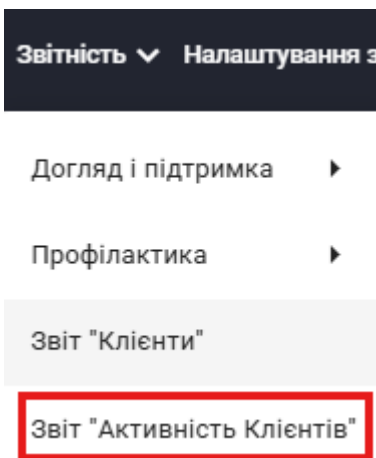 Звітність Налаштування з
Догляд і підтримка
Профілактика
Звіт "Клієнти"
Звіт "Активність Клієнтів"